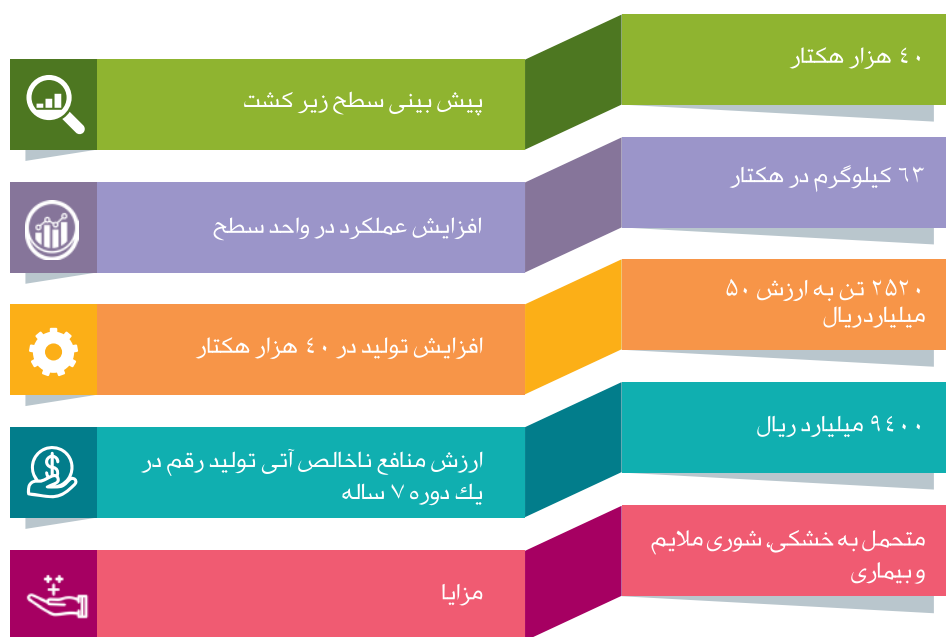 ۴۰ هزار هکتار
پیش بینی سطح زیر کشت
۶۳ کیلوگرم در هکتار
افزایش عملکرد در واحد سطح
۲۵۲۰ تن به ارزش ۵۰
میلیاردریال
افزایش تولید در ۴۰ هزار هکتار
۹۴۰۰ میلیارد ریال
ارزش منافع ناخالص آتی تولید رقم در
یك دوره ۷ ساله
متحمل به خشکی، شوری ملایم
و بیماری
مزایا